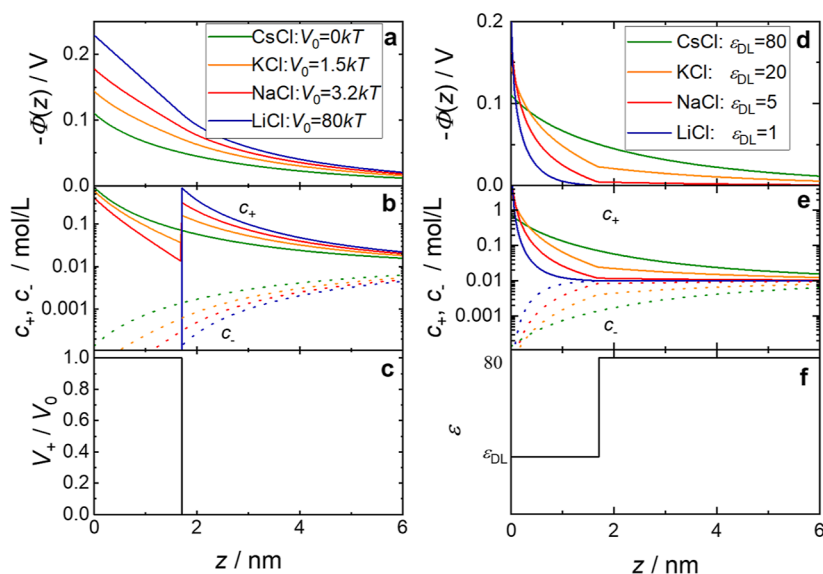 a
-Φ(z) / V
0.2
0.1
0.0
CsCl:V₀=0kT
KCl:V₀=1.5kT
NaCl:V₀=3.2kT
LiCl:V₀=80kT
b
c₊, c₋ / mol/L
0.1
0.01
0.001
c₊
c₋
c
V₊ / V₀
1.0
0.8
0.6
0.4
0.2
0.0
0 2 4 6
z / nm
d
-Φ(z) / V
0.2
0.1
0.0
CsCl: εDL=80
KCl: εDL=20
NaCl: εDL=5
LiCl: εDL=1
e
c₊, c₋ / mol/L
1
0.1
0.01
0.001
c₊
c₋
f
ε
80
εDL
0 2 4 6
z / nm